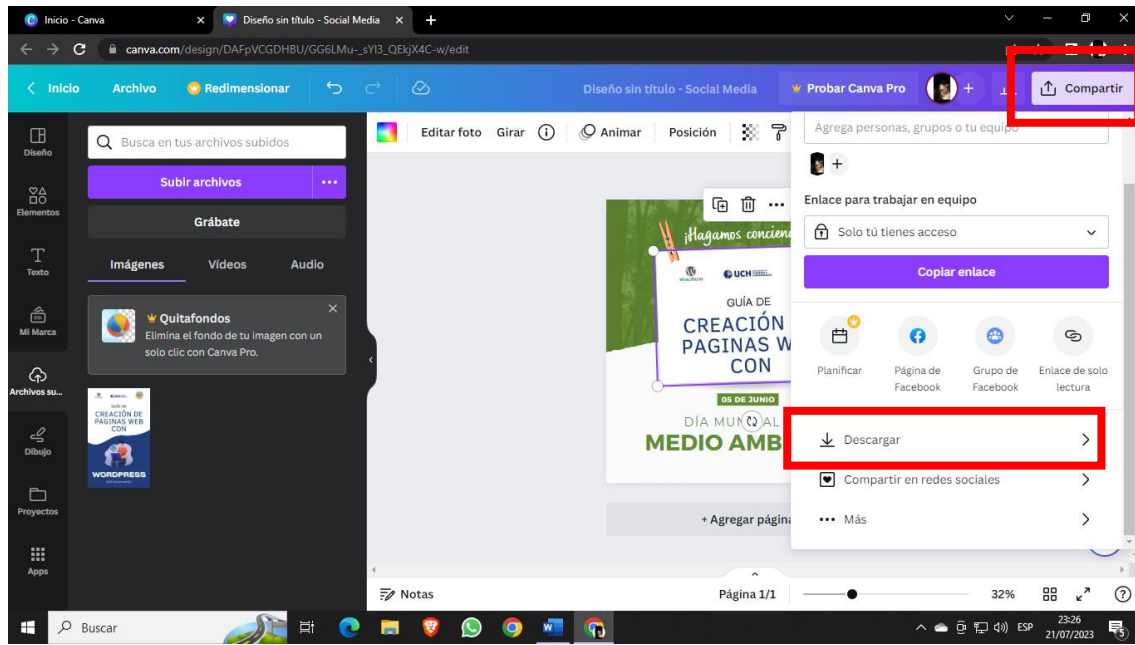 Inicio - Canva
Diseño sin título - Social Media
canva.com/design/DAFpVCGDHBU/GG6LMu-_sYl3_QEkjX4C-w/edit
Inicio
Archivo
Redimensionar
Diseño sin título - Social Media
Probar Canva Pro
Compartir
Diseño
Elementos
Texto
Mi Marca
Archivos su...
Dibujo
Proyectos
Apps
Busca en tus archivos subidos
Subir archivos
Grábate
Imágenes
Vídeos
Audio
Quitafondos
Elimina el fondo de tu imagen con un
solo clic con Canva Pro.
CREACIÓN DE
PAGINAS WEB
CON
WORDPRESS
Editar foto
Girar
Animar
Posición
¡Hagamos concien
UCH
GUÍA DE
CREACIÓN
PAGINAS W
CON
05 DE JUNIO
DÍA MUN AL
MEDIO AMB
+ Agregar página
Agrega personas, grupos o tu equipo
Enlace para trabajar en equipo
Solo tú tienes acceso
Copiar enlace
Planificar
Página de
Facebook
Grupo de
Facebook
Enlace de solo
lectura
Descargar
Compartir en redes sociales
Más
Notas
Página 1/1
32%
Buscar
ESP
23:26
21/07/2023
5